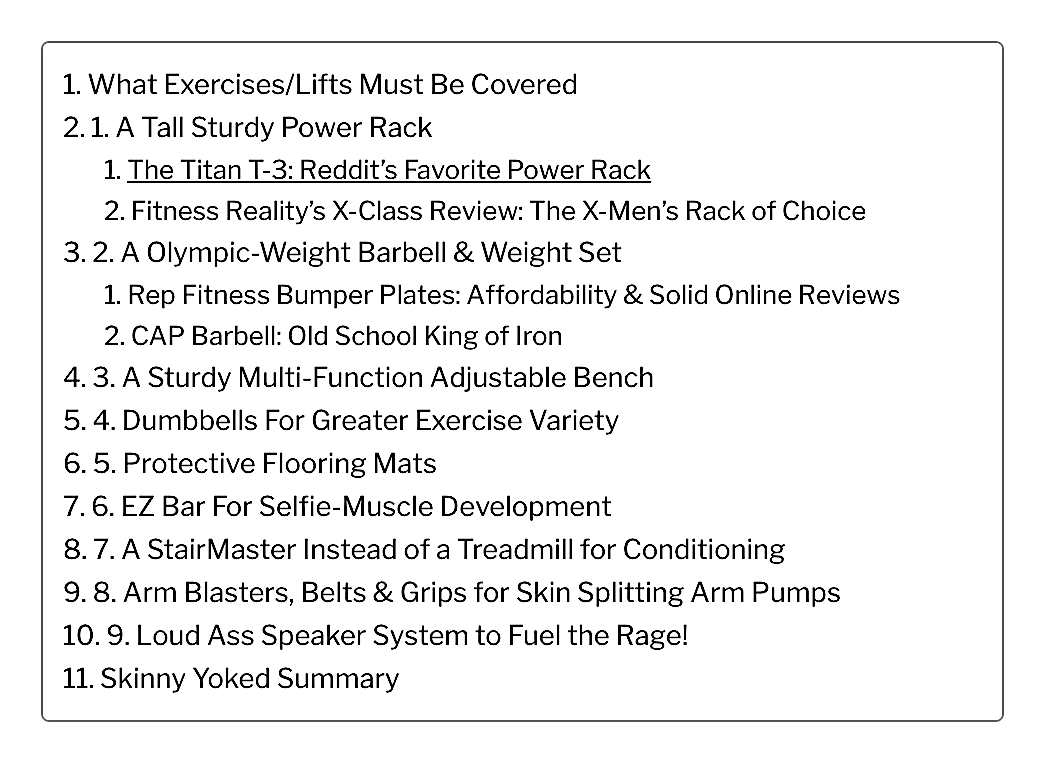 1. What Exercises/Lifts Must Be Covered
2. 1. A Tall Sturdy Power Rack
1. The Titan T-3: Reddit’s Favorite Power Rack
2. Fitness Reality’s X-Class Review: The X-Men’s Rack of Choice
3. 2. A Olympic-Weight Barbell & Weight Set
1. Rep Fitness Bumper Plates: Affordability & Solid Online Reviews
2. CAP Barbell: Old School King of Iron
4. 3. A Sturdy Multi-Function Adjustable Bench
5. 4. Dumbbells For Greater Exercise Variety
6. 5. Protective Flooring Mats
7. 6. EZ Bar For Selfie-Muscle Development
8. 7. A StairMaster Instead of a Treadmill for Conditioning
9. 8. Arm Blasters, Belts & Grips for Skin Splitting Arm Pumps
10. 9. Loud Ass Speaker System to Fuel the Rage!
11. Skinny Yoked Summary